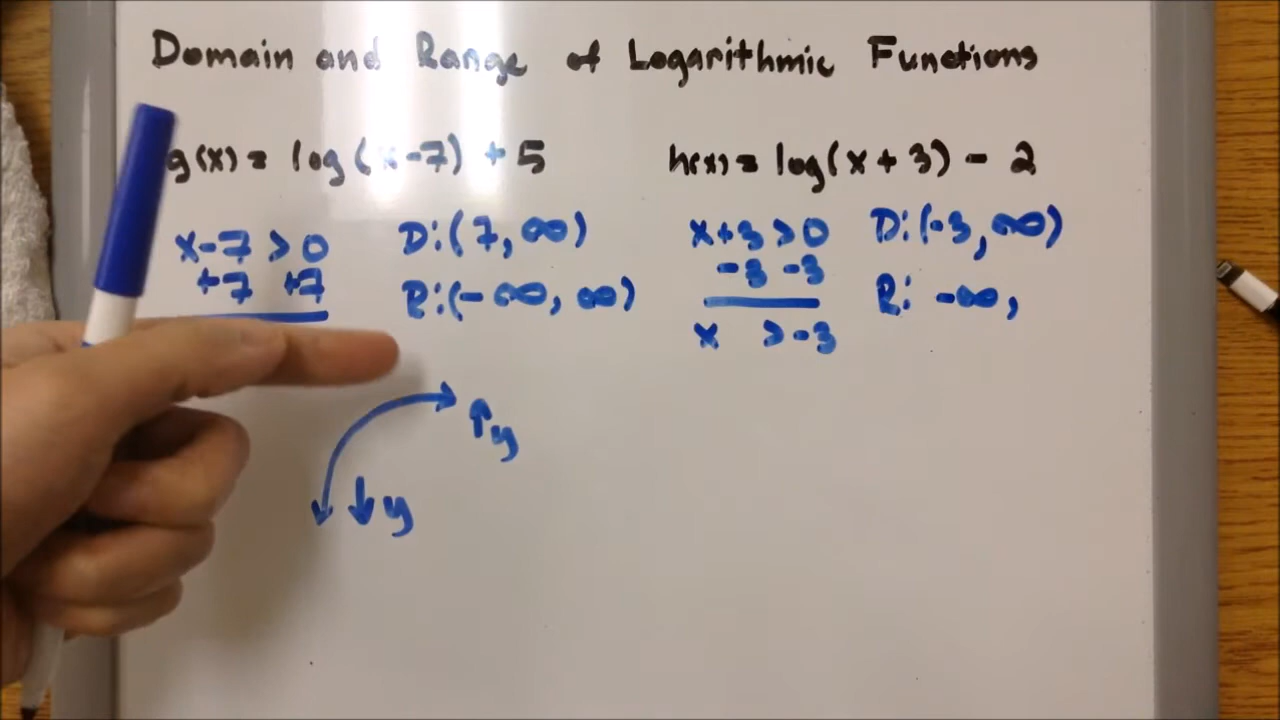 Domain and Range of Logarithmic Functions
g(x) = log(x-7) + 5
x-7 > 0
+7 +7
D:(7, ∞)
R:(-∞, ∞)
↑y
↓y
h(x) = log(x + 3) - 2
x+3 > 0
-3 -3
x > -3
D:(-3, ∞)
R: -∞,